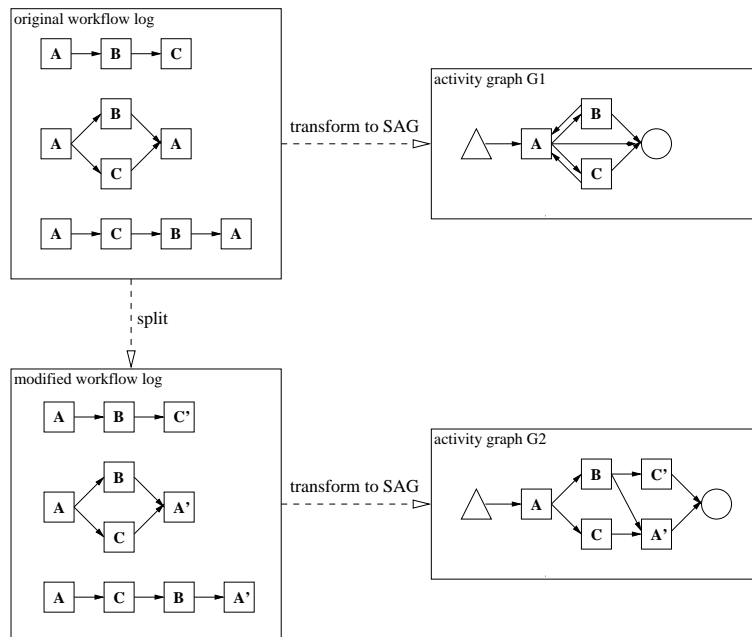 original workflow log
A B C
B
A A
C
A C B A
transform to SAG
activity graph G1
B
A
C
split
modified workflow log
A B C’
B
A A’
C
A C B A’
transform to SAG
activity graph G2
B C’
A
C A’